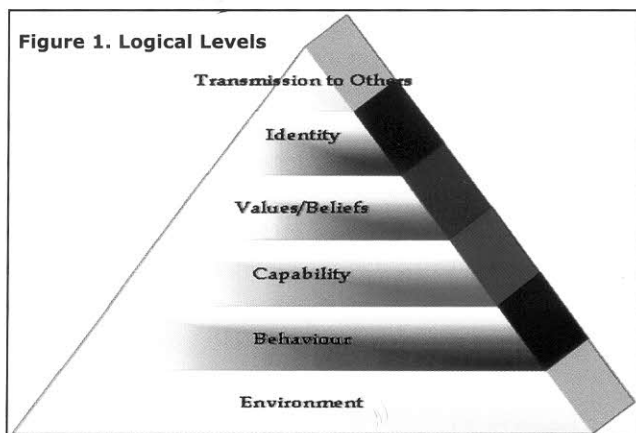 Figure 1. Logical Levels
Transmission to Others
Identity
Values/Beliefs
Capability
Behaviour
Environment